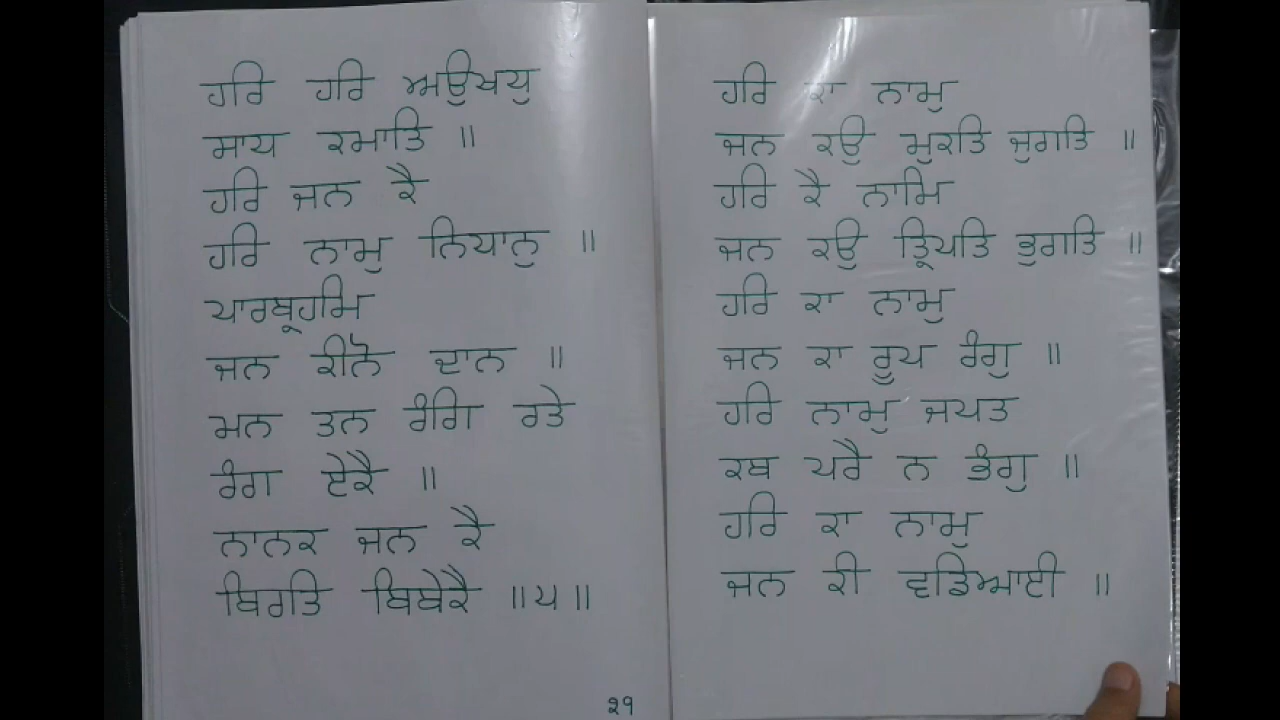 ਹਰਿ ਹਰਿ ਅਉਖਧੁ
ਸਾਧ ਕਮਾਤਿ ॥
ਹਰਿ ਜਨ ਕੈ
ਹਰਿ ਨਾਮੁ ਨਿਧਾਨੁ ॥
ਪਾਰਬ੍ਰਹਮਿ
ਜਨ ਕੀਨੋ ਦਾਨ ॥
ਮਨ ਤਨ ਰੰਗਿ ਰਤੇ
ਰੰਗ ਏਕੈ ॥
ਨਾਨਕ ਜਨ ਕੈ
ਬਿਰਤਿ ਬਿਬੇਕੈ ॥੫॥
੨੧
ਹਰਿ ਕਾ ਨਾਮੁ
ਜਨ ਕਉ ਮੁਕਤਿ ਜੁਗਤਿ ॥
ਹਰਿ ਕੈ ਨਾਮਿ
ਜਨ ਕਉ ਤ੍ਰਿਪਤਿ ਭੁਗਤਿ ॥
ਹਰਿ ਕਾ ਨਾਮੁ
ਜਨ ਕਾ ਰੂਪ ਰੰਗੁ ॥
ਹਰਿ ਨਾਮੁ ਜਪਤ
ਕਬ ਪਰੈ ਨ ਭੰਗੁ ॥
ਹਰਿ ਕਾ ਨਾਮੁ
ਜਨ ਕੀ ਵਡਿਆਈ ॥